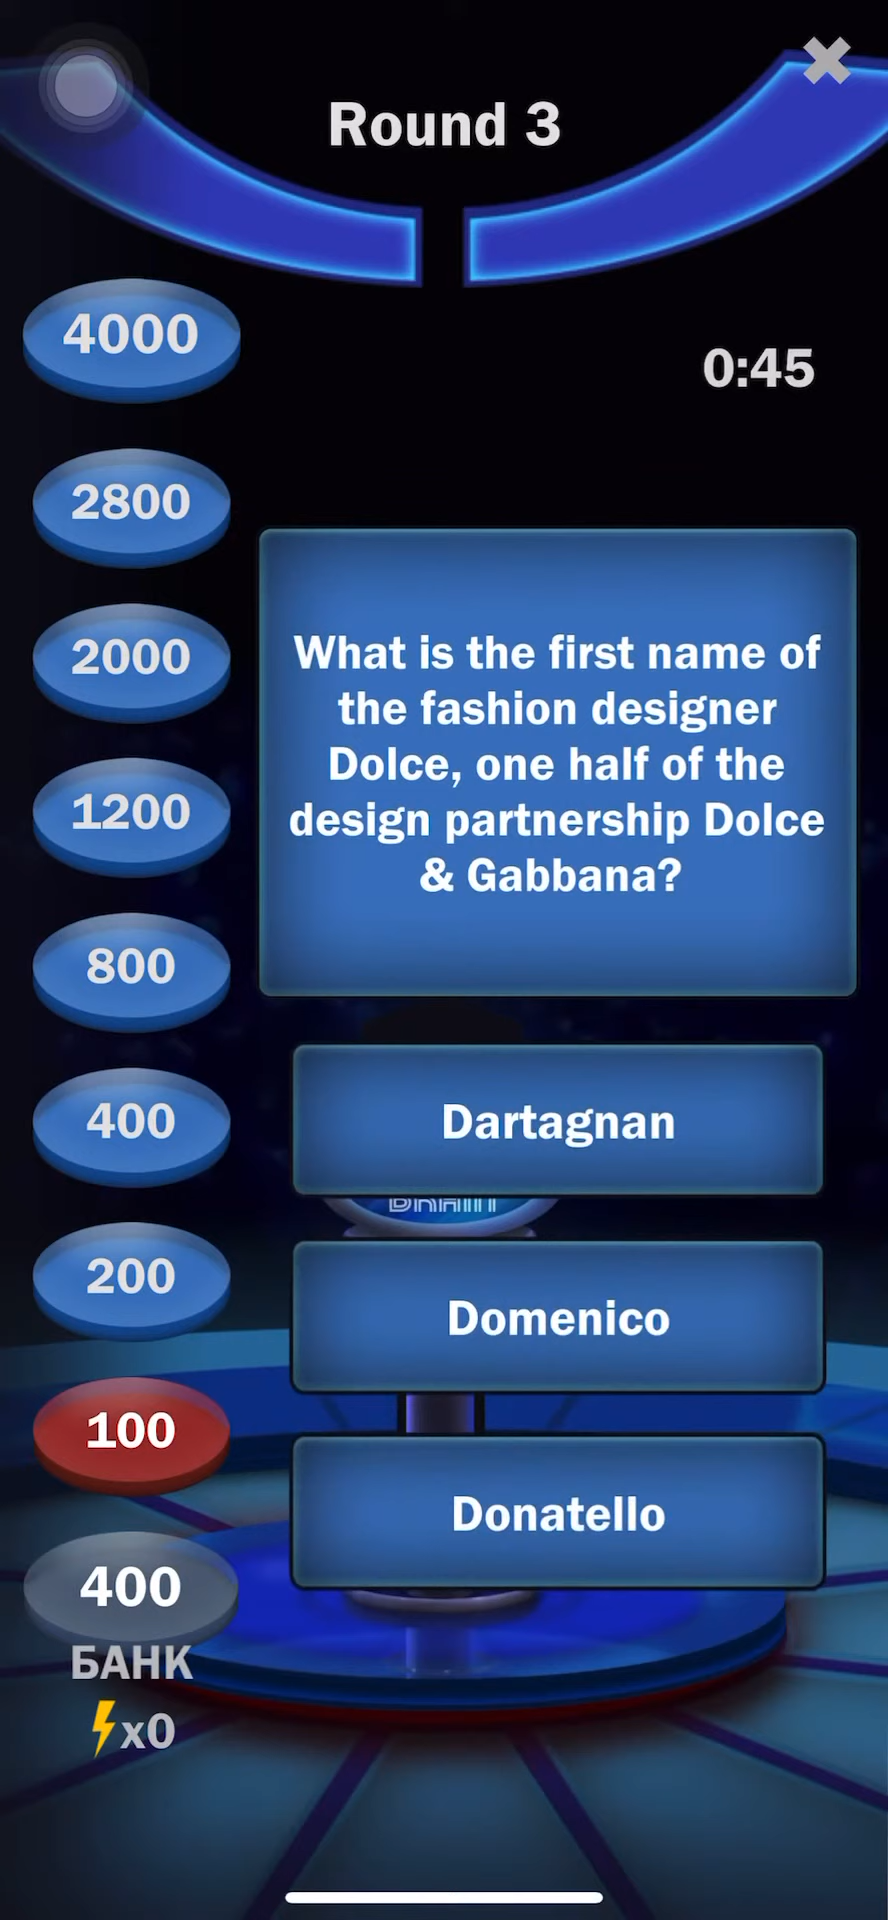 Round 3
4000
0:45
2800
2000
1200
800
400
200
100
400
БАНК
x0
What is the first name of
the fashion designer
Dolce, one half of the
design partnership Dolce
& Gabbana?
Dartagnan
Domenico
Donatello